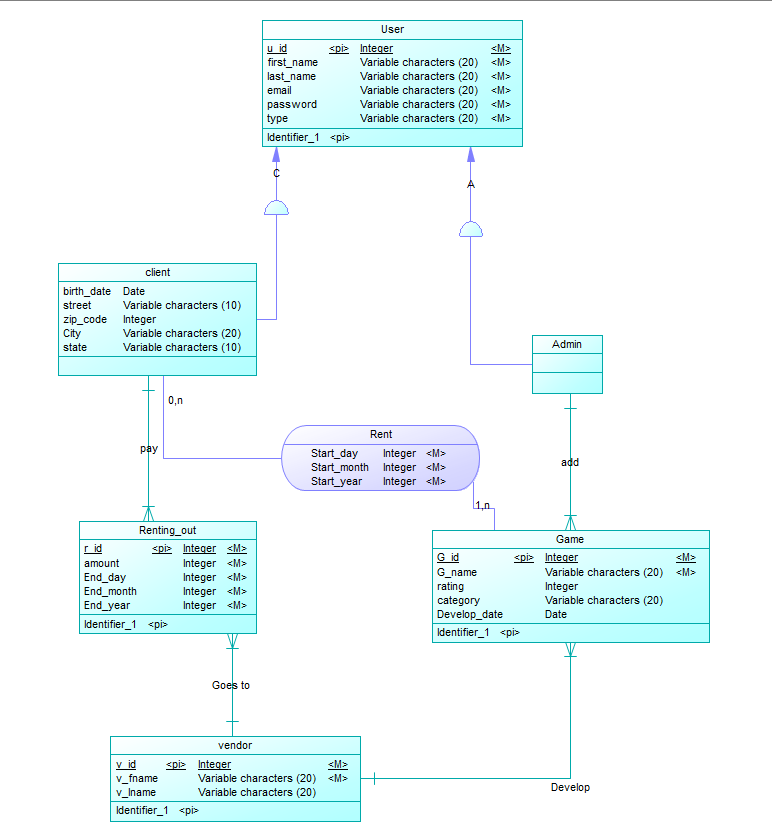 User
u_id <pi> Integer <M>
first_name Variable characters (20) <M>
last_name Variable characters (20) <M>
email Variable characters (20) <M>
password Variable characters (20) <M>
type Variable characters (20) <M>
Identifier_1 <pi>
C
A
client
birth_date Date
street Variable characters (10)
zip_code Integer
City Variable characters (20)
state Variable characters (10)
Admin
0,n
Rent
Start_day Integer <M>
Start_month Integer <M>
Start_year Integer <M>
pay
add
1,n
Renting_out
r_id <pi> Integer <M>
amount Integer <M>
End_day Integer <M>
End_month Integer <M>
End_year Integer <M>
Identifier_1 <pi>
Game
G_id <pi> Integer <M>
G_name Variable characters (20) <M>
rating Integer
category Variable characters (20)
Develop_date Date
Identifier_1 <pi>
Goes to
vendor
v_id <pi> Integer <M>
v_fname Variable characters (20) <M>
v_lname Variable characters (20)
Identifier_1 <pi>
Develop